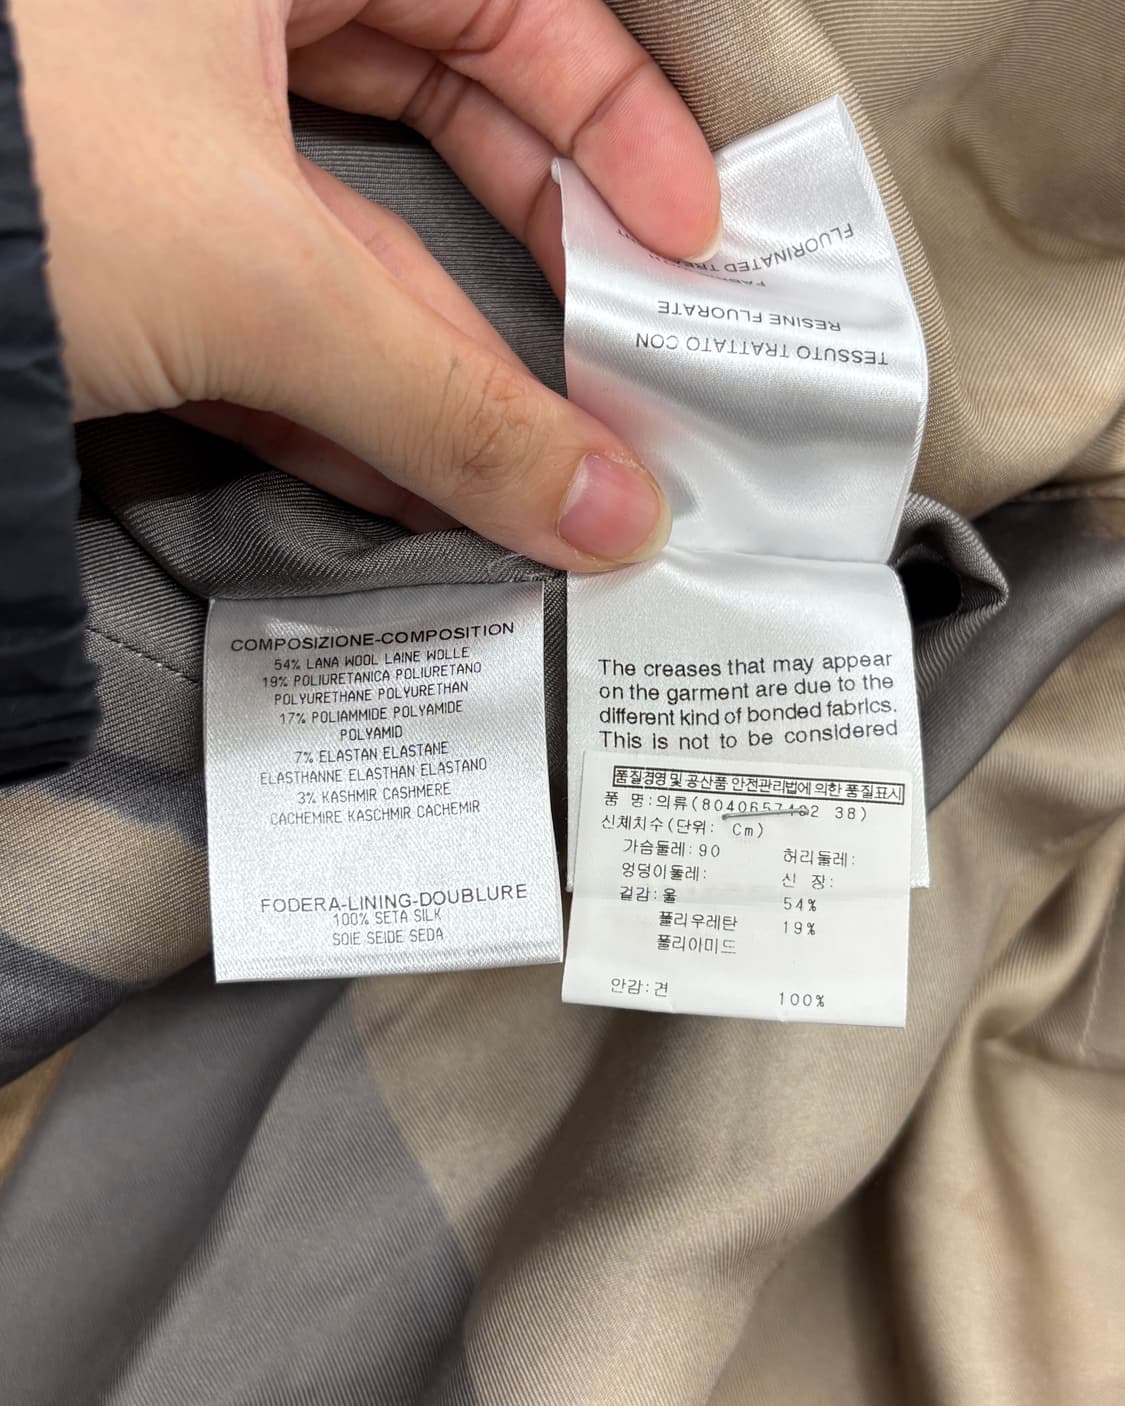 COMPOSIZIONE-COMPOSITION
54% LANA WOOL LAINE WOLLE
19% POLIURETANICA POLIURETANO
POLYURETHANE POLYURETHAN
17% POLIAMMIDE POLYAMIDE
POLYAMID
7% ELASTAN ELASTANE
ELASTHANNE ELASTHAN ELASTANO
3% KASHMIR CASHMERE
CACHEMIRE KASCHMIR CACHEMIR
FODERA-LINING-DOUBLURE
100% SETA SILK
SOIE SEIDE SEDA
TESSUTO TRATTATO CON
RESINE FLUORATE
FLUORINATED
The creases that may appear
on the garment are due to the
different kind of bonded fabrics.
This is not to be considered
품질경영 및 공산품 안전관리법에 의한 품질표시
품 명:의류( 38)
신체치수(단위: Cm)
가슴둘레:90 허리둘레:
엉덩이둘레: 신 장:
겉감:울 54%
폴리우레탄 19%
폴리아미드
안감:견 100%